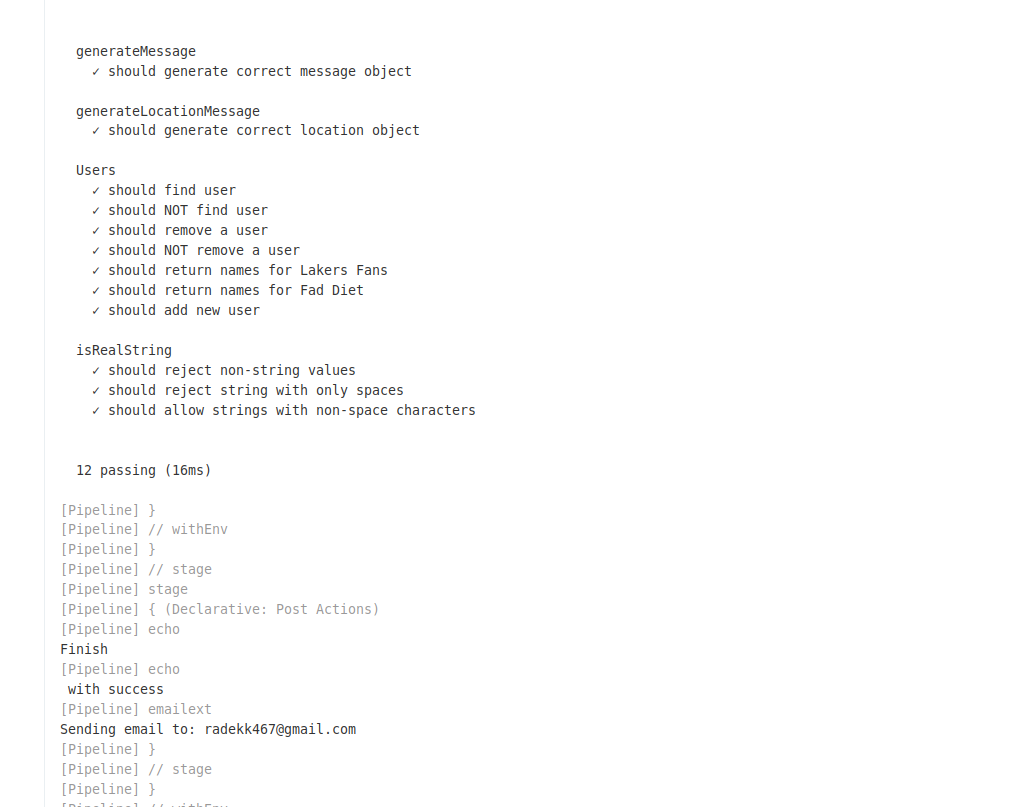 generateMessage
✓ should generate correct message object
generateLocationMessage
✓ should generate correct location object
Users
✓ should find user
✓ should NOT find user
✓ should remove a user
✓ should NOT remove a user
✓ should return names for Lakers Fans
✓ should return names for Fad Diet
✓ should add new user
isRealString
✓ should reject non-string values
✓ should reject string with only spaces
✓ should allow strings with non-space characters
12 passing (16ms)
[Pipeline] }
[Pipeline] // withEnv
[Pipeline] }
[Pipeline] // stage
[Pipeline] stage
[Pipeline] { (Declarative: Post Actions)
[Pipeline] echo
Finish
[Pipeline] echo
with success
[Pipeline] emailext
Sending email to: radekk467@gmail.com
[Pipeline] }
[Pipeline] // stage
[Pipeline] }
[Pipeline] // withEnv